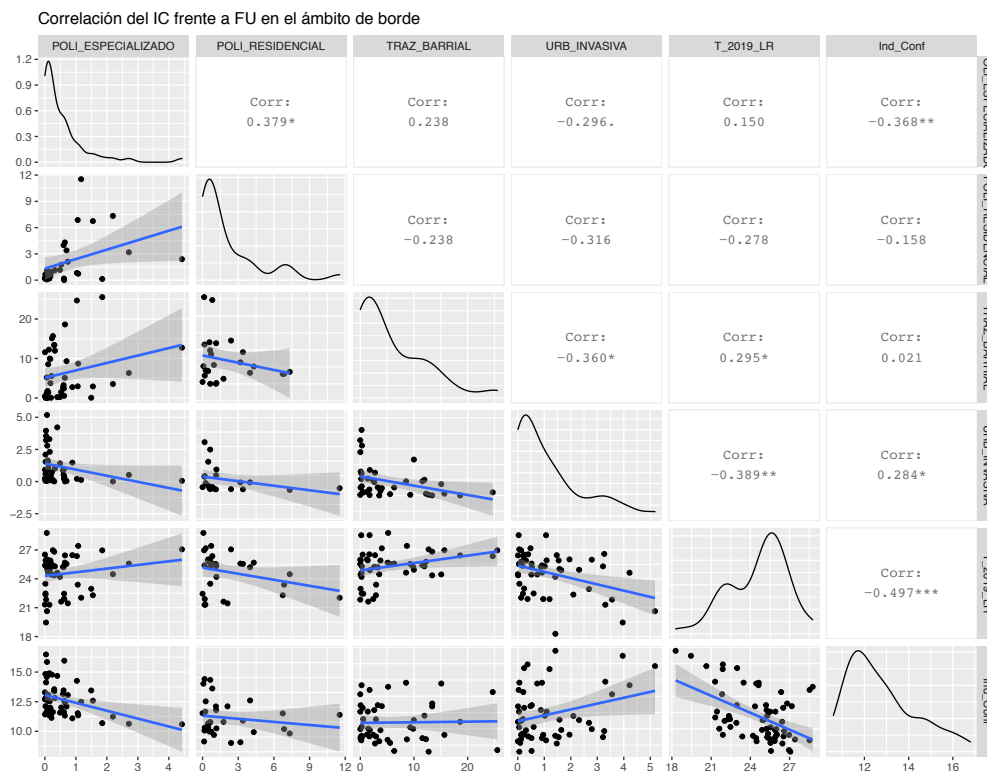 Correlación del IC frente a FU en el ámbito de borde
POLI_ESPECIALIZADO POLI_RESIDENCIAL TRAZ_BARRIAL URB_INVASIVA T_2019_LR Ind_Conf
1.2
0.9
0.6
0.3
0.0
Corr:
0.379*
Corr:
0.238
Corr:
−0.296.
Corr:
0.150
Corr:
−0.368**
12
9
6
3
0
Corr:
−0.238
Corr:
−0.316
Corr:
−0.278
Corr:
−0.158
20
10
0
Corr:
−0.360*
Corr:
0.295*
Corr:
0.021
5.0
2.5
0.0
−2.5
Corr:
−0.389**
Corr:
0.284*
27
24
21
18
Corr:
−0.497***
15.0
12.5
10.0
0 1 2 3 4 0 3 6 9 12 0 10 20 0 1 2 3 4 5 18 21 24 27 12 14 16